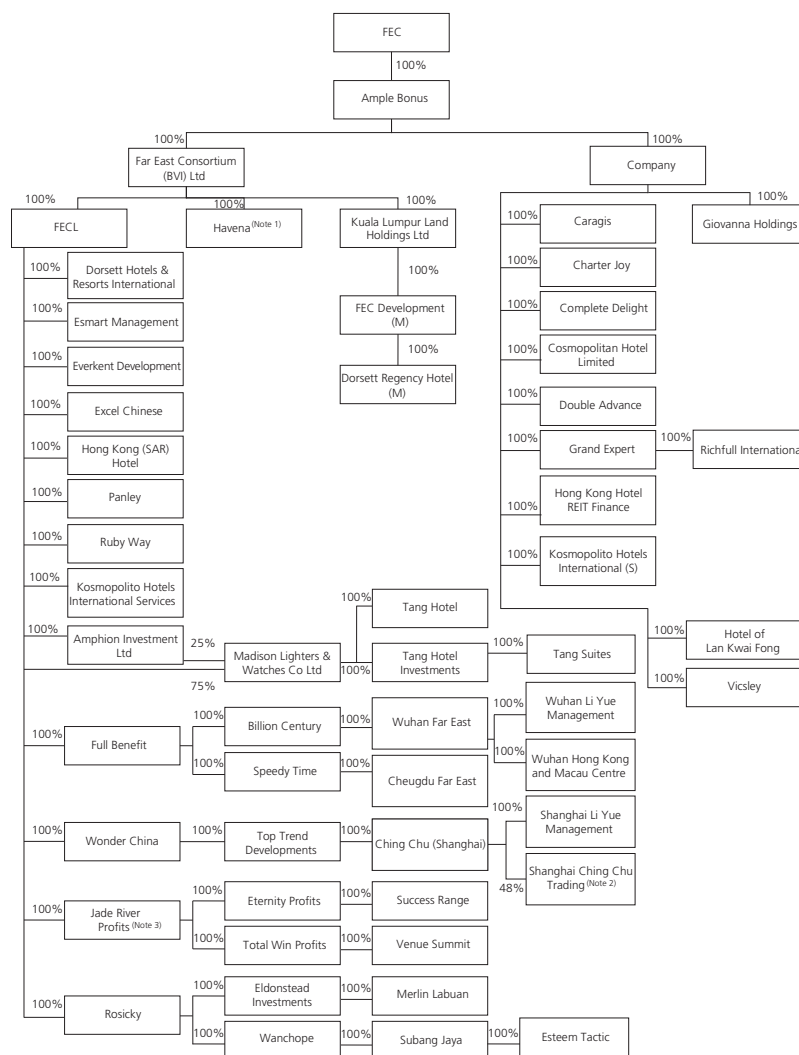 FEC
100%
Ample Bonus
100%
100%
Far East Consortium
(BVI) Ltd
Company
100%
100%
100%
100%
100%
FECL
Havena (Note 1)
Kuala Lumpur Land
Holdings Ltd
100%
Caragis
Giovanna Holdings
100%
Dorsett Hotels &
Resorts International
100%
100%
Charter Joy
100%
Esmart Management
FEC Development
(M)
100%
Complete Delight
100%
Everkent Development
100%
Dorsett Regency Hotel
(M)
100%
Cosmopolitan Hotel
Limited
100%
Excel Chinese
100%
Double Advance
100%
Hong Kong (SAR)
Hotel
100%
Grand Expert
100%
Richfull Internationa
100%
Panley
100%
Hong Kong Hotel
REIT Finance
100%
Ruby Way
100%
Kosmopolito Hotels
International (S)
100%
Kosmopolito Hotels
International Services
100%
Tang Hotel
100%
Amphion Investment
Ltd
25%
75%
Madison Lighters &
Watches Co Ltd
100%
Tang Hotel
Investments
100%
Tang Suites
100%
Hotel of
Lan Kwai Fong
100%
Vicsley
100%
Full Benefit
100%
Billion Century
100%
Wuhan Far East
100%
Wuhan Li Yue
Management
100%
Wuhan Hong Kong
and Macau Centre
100%
Speedy Time
100%
Cheugdu Far East
100%
Wonder China
100%
Top Trend
Developments
100%
Ching Chu (Shanghai)
100%
Shanghai Li Yue
Management
48%
Shanghai Ching Chu
Trading (Note 2)
100%
Jade River
Profits (Note 3)
100%
Eternity Profits
100%
Success Range
100%
Total Win Profits
100%
Venue Summit
100%
Rosicky
100%
Eldonstead
Investments
100%
Merlin Labuan
100%
Wanchope
100%
Subang Jaya
100%
Esteem Tactic